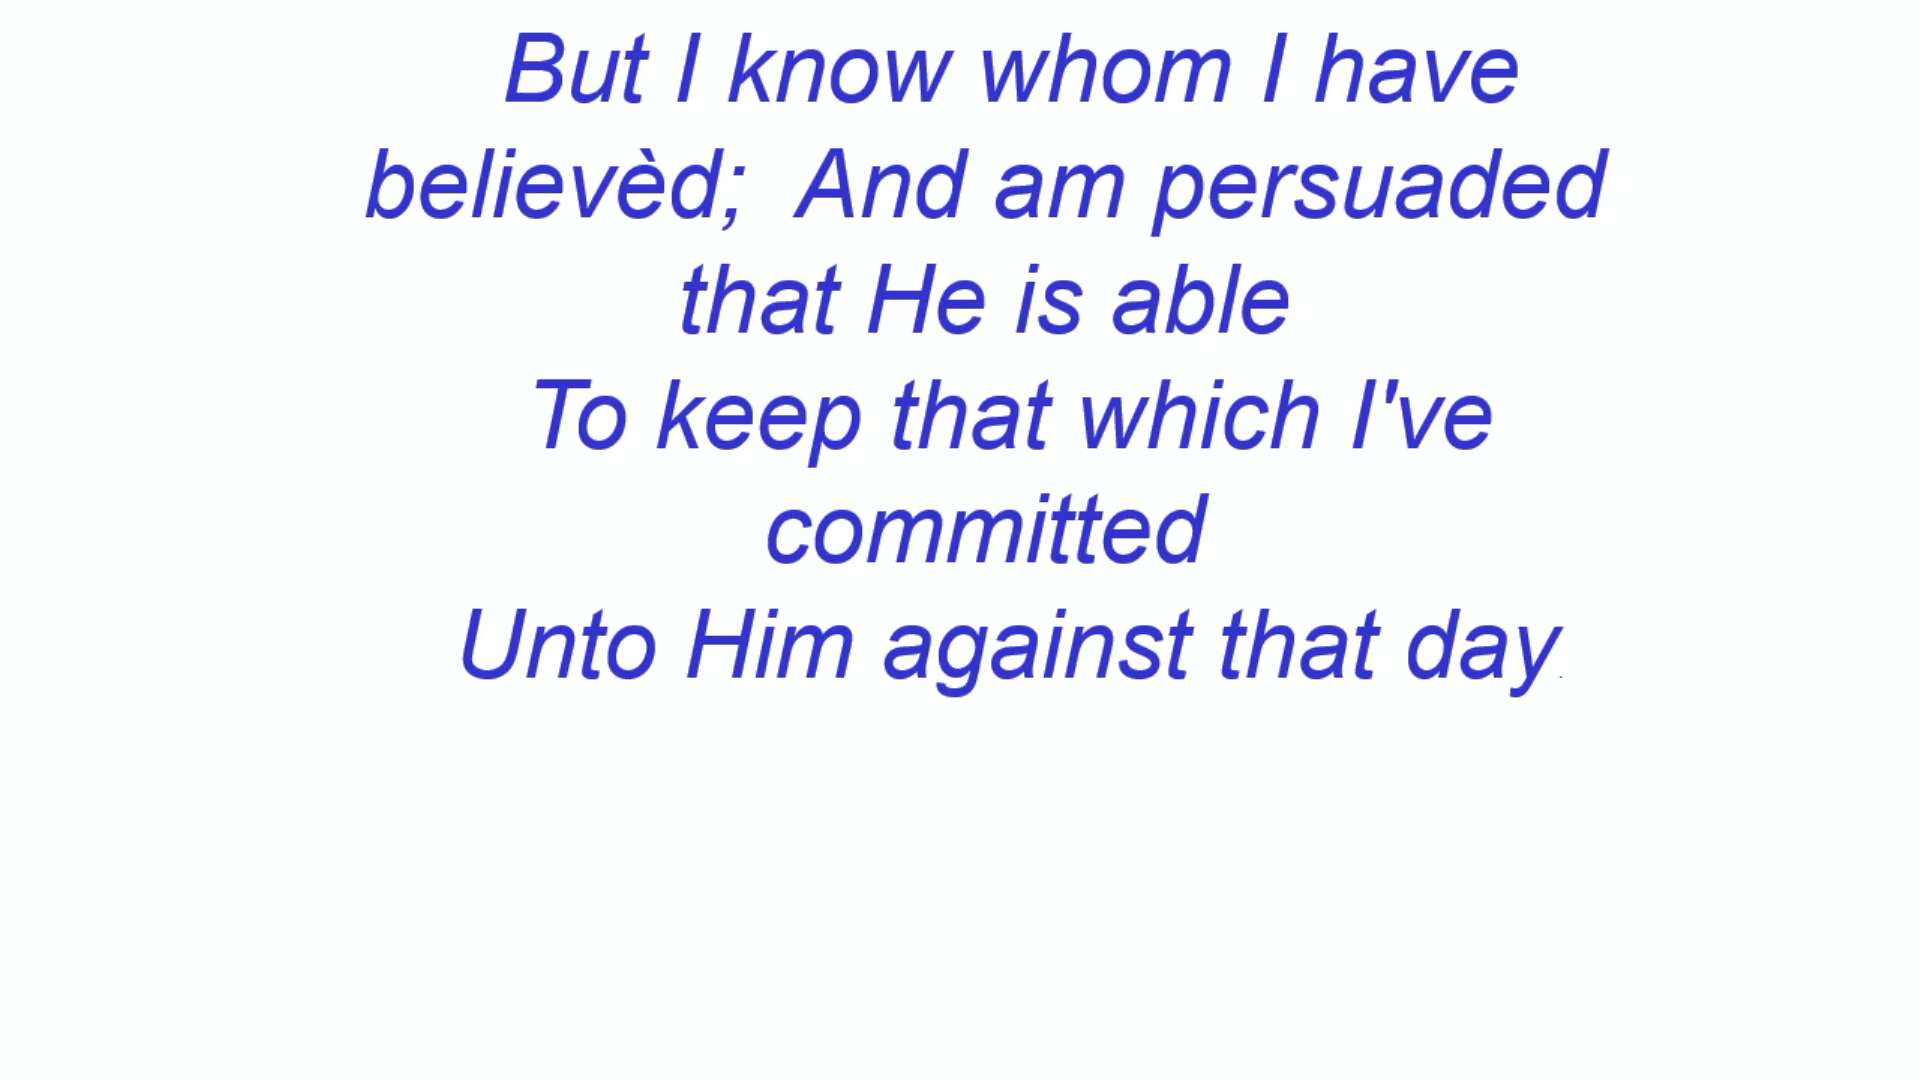 But I know whom I have
believèd;  And am persuaded
that He is able
To keep that which I've
committed
Unto Him against that day.